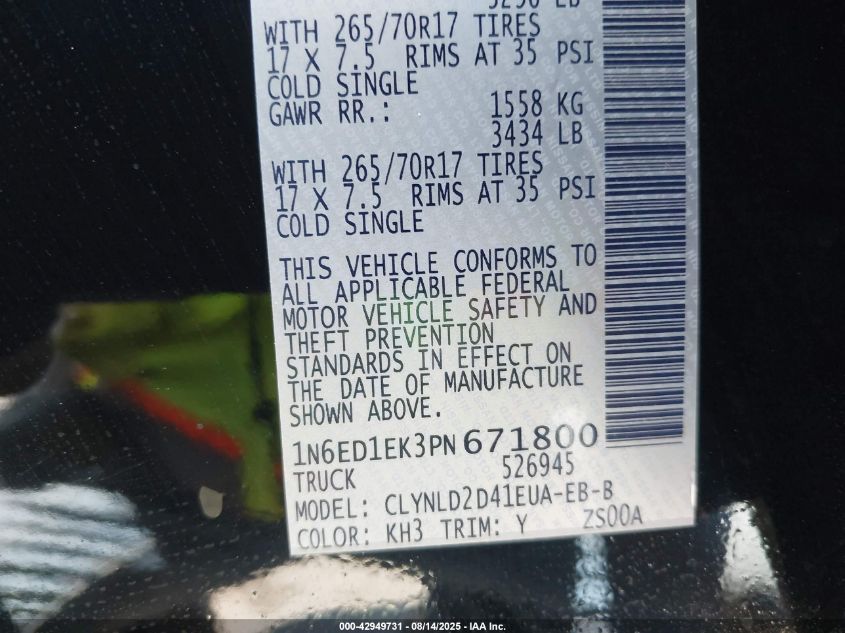 WITH 265/70R17 TIRES
17 X 7.5 RIMS AT 35 PSI
COLD SINGLE
GAWR RR.: 1558 KG
3434 LB
WITH 265/70R17 TIRES
17 X 7.5 RIMS AT 35 PSI
COLD SINGLE
THIS VEHICLE CONFORMS TO
ALL APPLICABLE FEDERAL
MOTOR VEHICLE SAFETY AND
THEFT PREVENTION
STANDARDS IN EFFECT ON
THE DATE OF MANUFACTURE
SHOWN ABOVE.
1N6ED1EK3PN671800
TRUCK 526945
MODEL: CLYNLD2D41EUA-EB-B
COLOR: KH3 TRIM: Y ZS00A
000-42949731 - 08/14/2025 - IAA Inc.